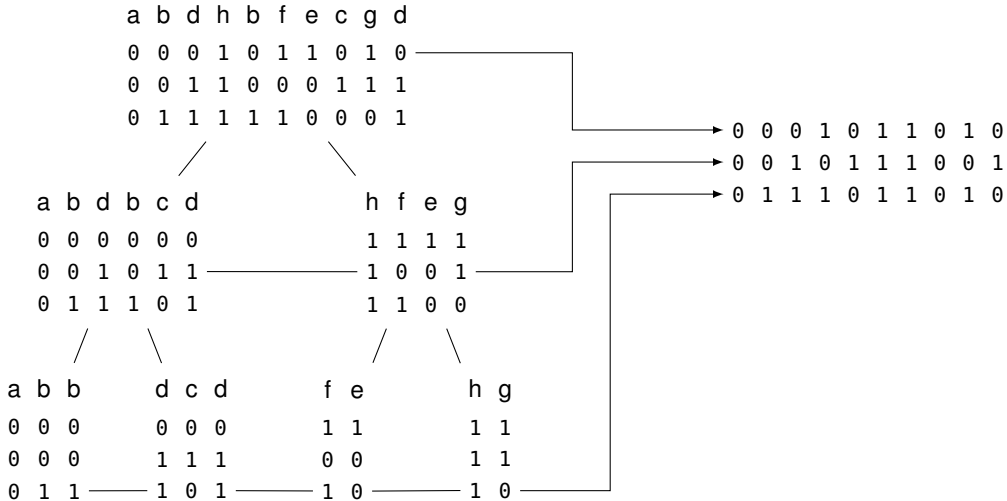 a b d h b f e c g d
0 0 0 1 0 1 1 0 1 0
0 0 1 1 0 0 0 1 1 1
0 1 1 1 1 1 0 0 0 1
0 0 0 1 0 1 1 0 1 0
0 0 1 0 1 1 1 0 0 1
0 1 1 1 0 1 1 0 1 0
a b d b c d
0 0 0 0 0 0
0 0 1 0 1 1
0 1 1 1 0 1
h f e g
1 1 1 1
1 0 0 1
1 1 0 0
a b b
0 0 0
0 0 0
0 1 1
d c d
0 0 0
1 1 1
1 0 1
f e
1 1
0 0
1 0
h g
1 1
1 1
1 0